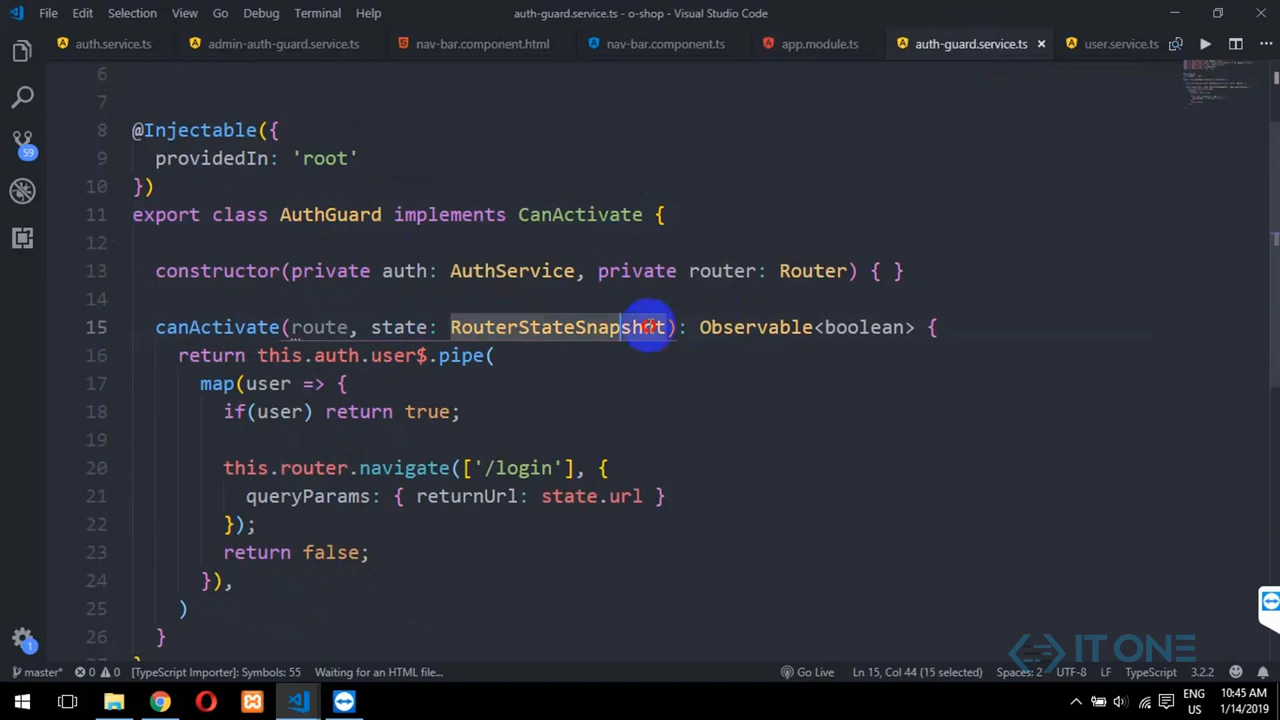 File Edit Selection View Go Debug Terminal Help auth-guard.service.ts - o-shop - Visual Studio Code
auth.service.ts admin-auth-guard.service.ts nav-bar.component.html nav-bar.component.ts app.module.ts auth-guard.service.ts user.service.ts
6
7
8 @Injectable({
9 providedIn: 'root'
10 })
11 export class AuthGuard implements CanActivate {
12
13 constructor(private auth: AuthService, private router: Router) { }
14
15 canActivate(route, state: RouterStateSnapshot): Observable<boolean> {
16 return this.auth.user$.pipe(
17 map(user => {
18 if(user) return true;
19
20 this.router.navigate(['/login'], {
21 queryParams: { returnUrl: state.url }
22 });
23 return false;
24 }),
25 )
26 }
59
1
IT ONE
master* 0 0 [TypeScript Importer]: Symbols: 55 Waiting for an HTML file... Go Live Ln 15, Col 44 (15 selected) Spaces: 2 UTF-8 LF TypeScript 3.2.2
ENG
US
10:45 AM
1/14/2019